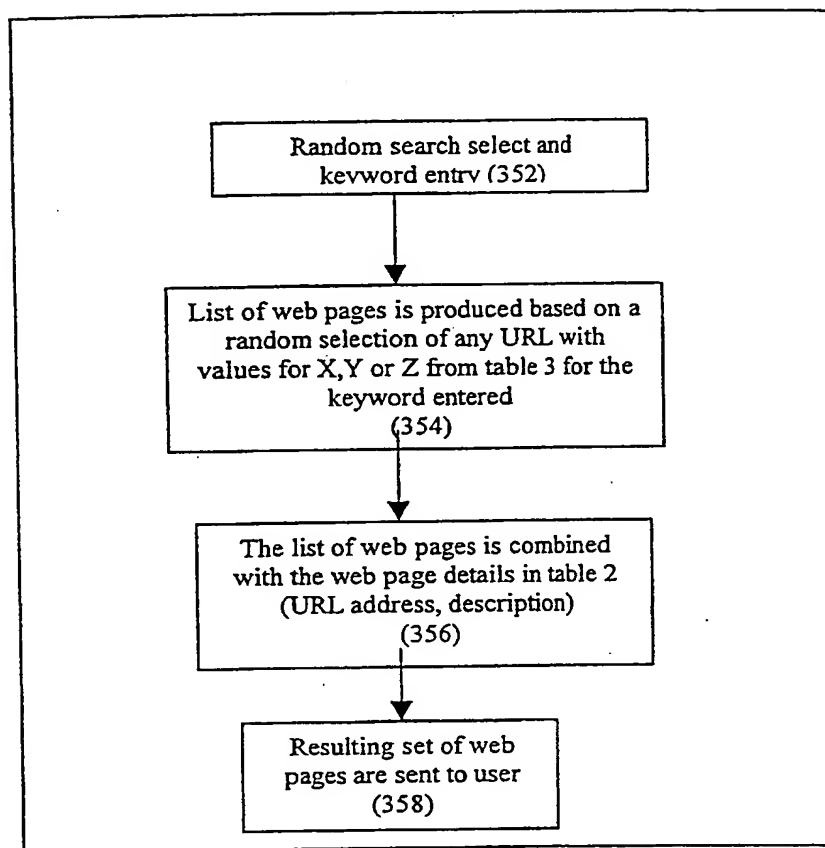 Random search select and
keyword entry (352)
List of web pages is produced based on a
random selection of any URL with
values for X,Y or Z from table 3 for the
keyword entered
(354)
The list of web pages is combined
with the web page details in table 2
(URL address, description)
(356)
Resulting set of web
pages are sent to user
(358)